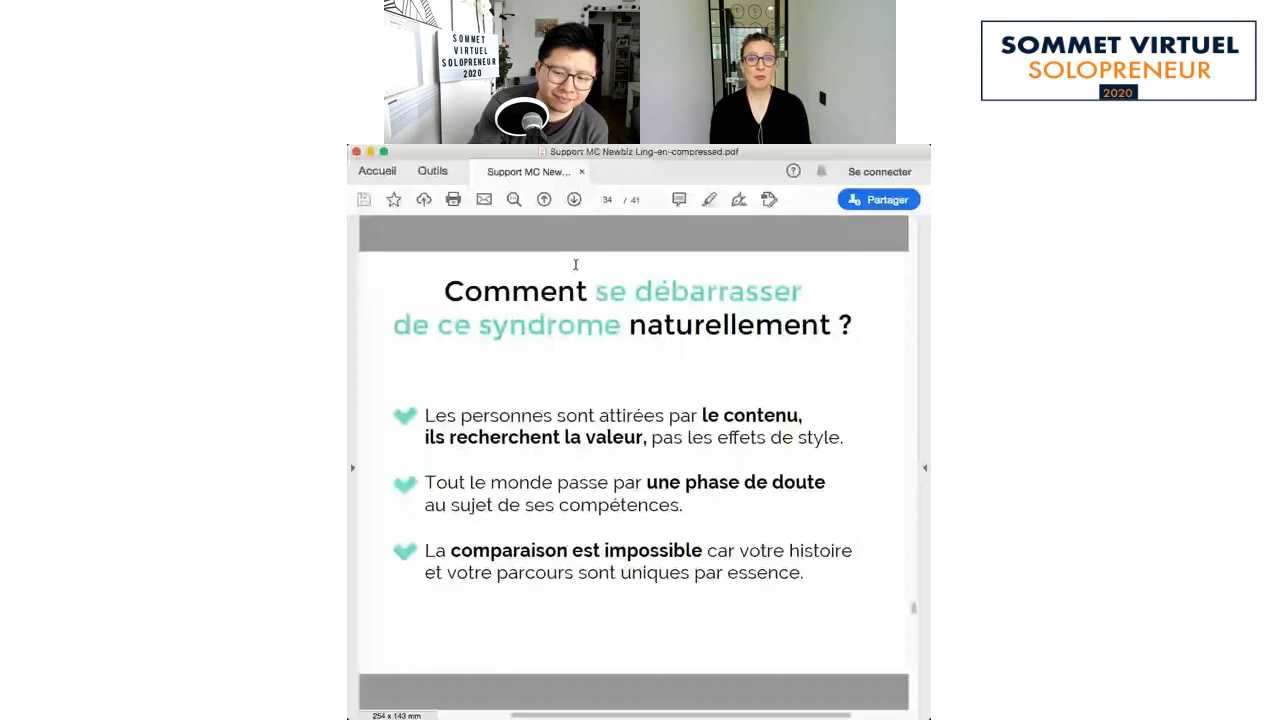 SOMMET
VIRTUEL
SOLOPRENEUR
2020
SOMMET VIRTUEL
SOLOPRENEUR
2020
Support MC Newbiz Ling-en-compressed.pdf
Accueil Outils Support MC New... × ? Se connecter
34 / 41 Partager
Comment se débarrasser
de ce syndrome naturellement ?
Les personnes sont attirées par le contenu,
ils recherchent la valeur, pas les effets de style.
Tout le monde passe par une phase de doute
au sujet de ses compétences.
La comparaison est impossible car votre histoire
et votre parcours sont uniques par essence.
254 x 143 mm